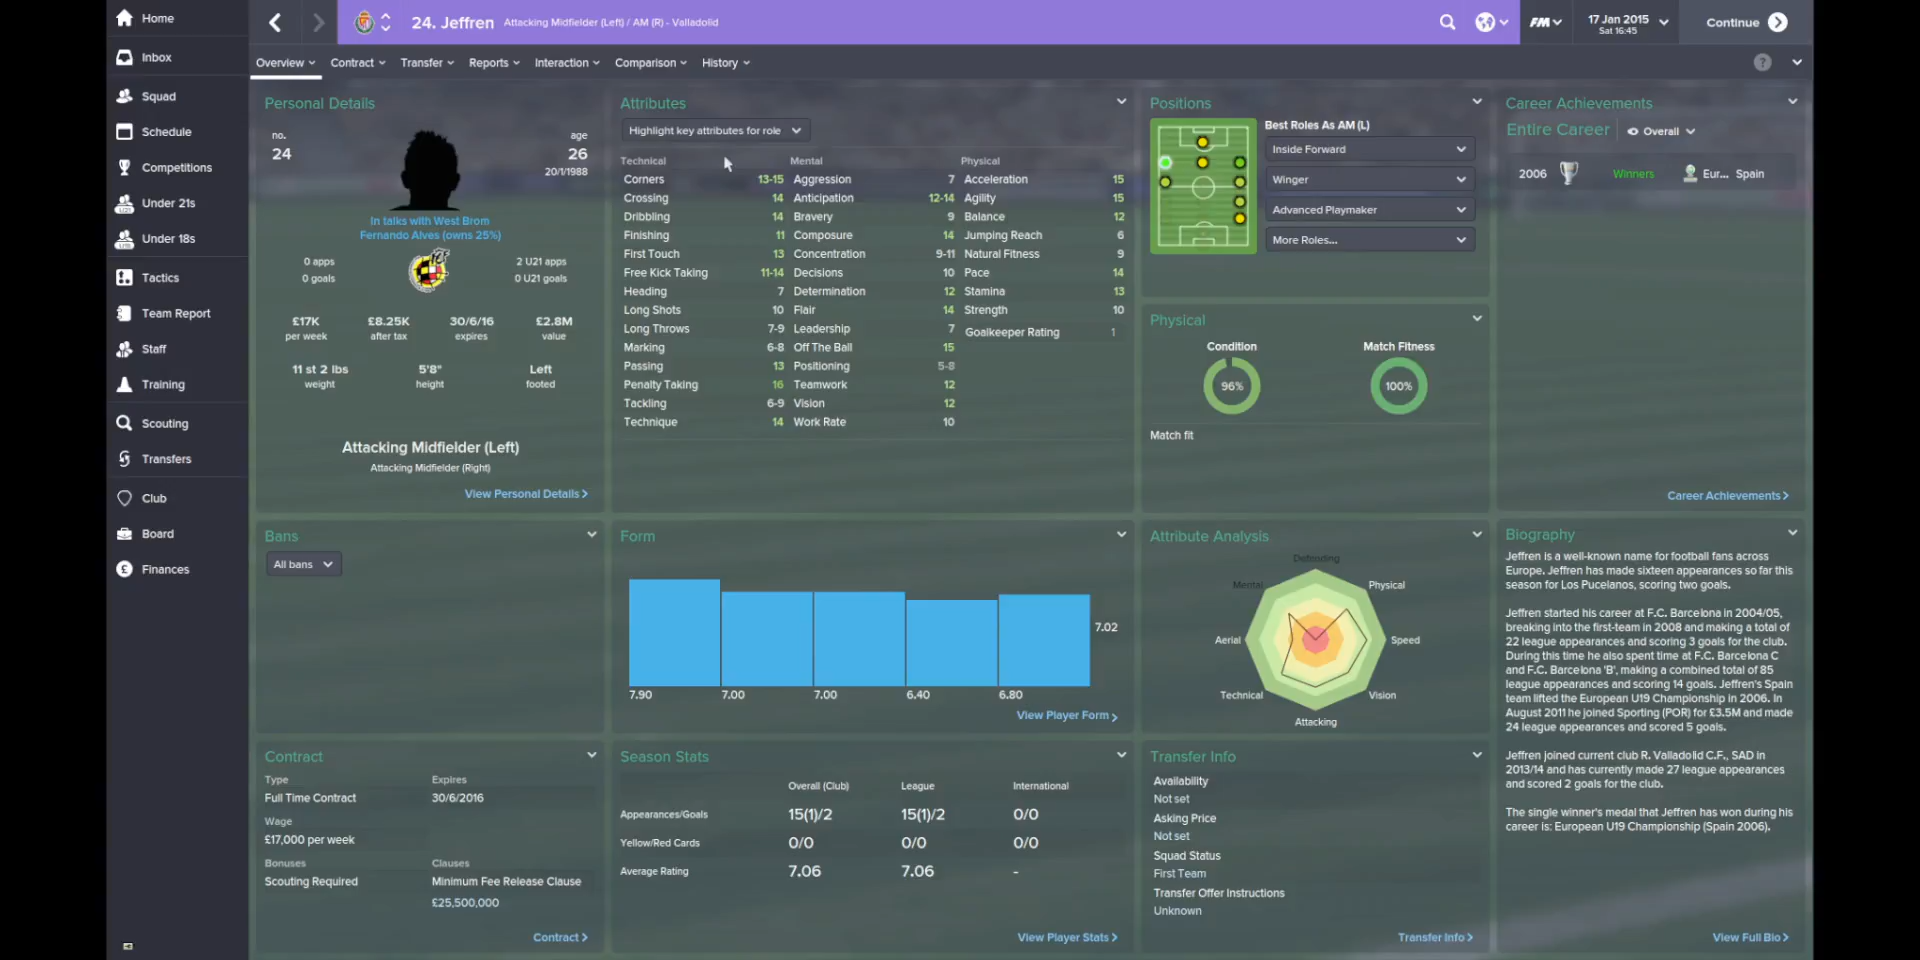 Home
Inbox
Squad
Schedule
Competitions
Under 21s
Under 18s
Tactics
Team Report
Staff
Training
Scouting
Transfers
Club
Board
Finances
24. Jeffren Attacking Midfielder (Left) / AM (R) - Valladolid
FM
17 Jan 2015
Sat 16:45
Continue
Overview Contract Transfer Reports Interaction Comparison History
?
Personal Details
no.
24
age
26
20/1/1988
In talks with West Brom
Fernando Alves (owns 25%)
0 apps
0 goals
2 U21 apps
0 U21 goals
£17K
per week
£8.25K
after tax
30/6/16
expires
£2.8M
value
11 st 2 lbs
weight
5'8"
height
Left
footed
Attacking Midfielder (Left)
Attacking Midfielder (Right)
View Personal Details >
Attributes
Highlight key attributes for role
Technical Mental Physical
Corners 13-15 Aggression 7 Acceleration 15
Crossing 14 Anticipation 12-14 Agility 15
Dribbling 14 Bravery 9 Balance 12
Finishing 11 Composure 14 Jumping Reach 6
First Touch 13 Concentration 9-11 Natural Fitness 9
Free Kick Taking 11-14 Decisions 10 Pace 14
Heading 7 Determination 12 Stamina 13
Long Shots 10 Flair 14 Strength 10
Long Throws 7-9 Leadership 7 Goalkeeper Rating 1
Marking 6-8 Off The Ball 15
Passing 13 Positioning 5-8
Penalty Taking 16 Teamwork 12
Tackling 6-9 Vision 12
Technique 14 Work Rate 10
Positions
Best Roles As AM (L)
Inside Forward
Winger
Advanced Playmaker
More Roles...
Physical
Condition Match Fitness
96% 100%
Match fit
Career Achievements
Entire Career Overall
2006 Winners Eur... Spain
Career Achievements >
Bans
All bans
Form
7.02
7.90 7.00 7.00 6.40 6.80
View Player Form >
Attribute Analysis
Defending
Mental
Physical
Aerial
Speed
Technical
Vision
Attacking
Biography
Jeffren is a well-known name for football fans across
Europe. Jeffren has made sixteen appearances so far this
season for Los Pucelanos, scoring two goals.
Jeffren started his career at F.C. Barcelona in 2004/05,
breaking into the first-team in 2008 and making a total of
22 league appearances and scoring 3 goals for the club.
During this time he also spent time at F.C. Barcelona C
and F.C. Barcelona 'B', making a combined total of 85
league appearances and scoring 14 goals. Jeffren's Spain
team lifted the European U19 Championship in 2006. In
August 2011 he joined Sporting (POR) for £3.5M and made
24 league appearances and scored 5 goals.
Jeffren joined current club R. Valladolid C.F., SAD in
2013/14 and has currently made 27 league appearances
and scored 2 goals for the club.
The single winner's medal that Jeffren has won during his
career is: European U19 Championship (Spain 2006).
View Full Bio >
Contract
Type Expires
Full Time Contract 30/6/2016
Wage
£17,000 per week
Bonuses Clauses
Scouting Required Minimum Fee Release Clause
£25,500,000
Contract >
Season Stats
Overall (Club) League International
Appearances/Goals 15(1)/2 15(1)/2 0/0
Yellow/Red Cards 0/0 0/0 0/0
Average Rating 7.06 7.06 -
View Player Stats >
Transfer Info
Availability
Not set
Asking Price
Not set
Squad Status
First Team
Transfer Offer Instructions
Unknown
Transfer Info >